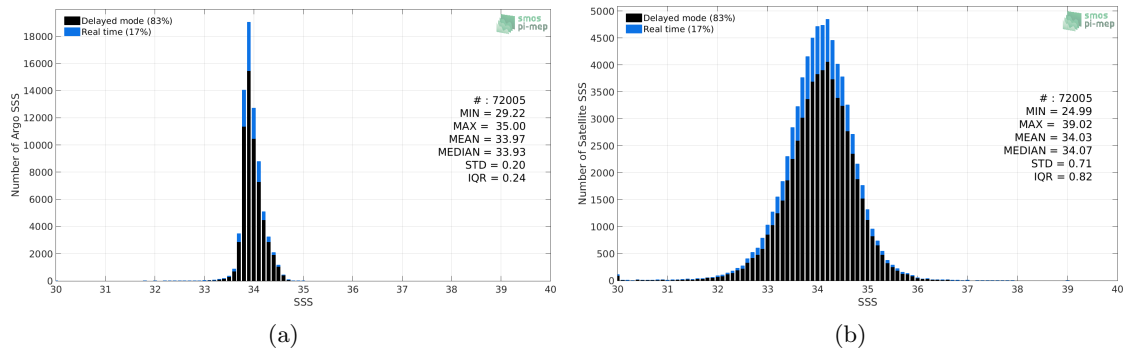 Delayed mode (83%)
Real time (17%)
smos
pi-mep
Number of Argo SSS
18000
16000
14000
12000
10000
8000
6000
4000
2000
0
# : 72005
MIN = 29.22
MAX = 35.00
MEAN = 33.97
MEDIAN = 33.93
STD = 0.20
IQR = 0.24
30 31 32 33 34 35 36 37 38 39 40
SSS
(a)
Delayed mode (83%)
Real time (17%)
smos
pi-mep
Number of Satellite SSS
5000
4500
4000
3500
3000
2500
2000
1500
1000
500
0
# : 72005
MIN = 24.99
MAX = 39.02
MEAN = 34.03
MEDIAN = 34.07
STD = 0.71
IQR = 0.82
30 31 32 33 34 35 36 37 38 39 40
SSS
(b)